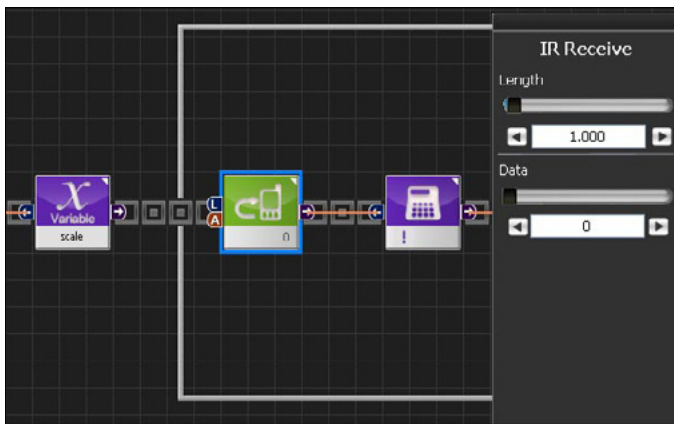 IR Receive
Length
1.000
Data
0
Variable
scale
L
A
0
!